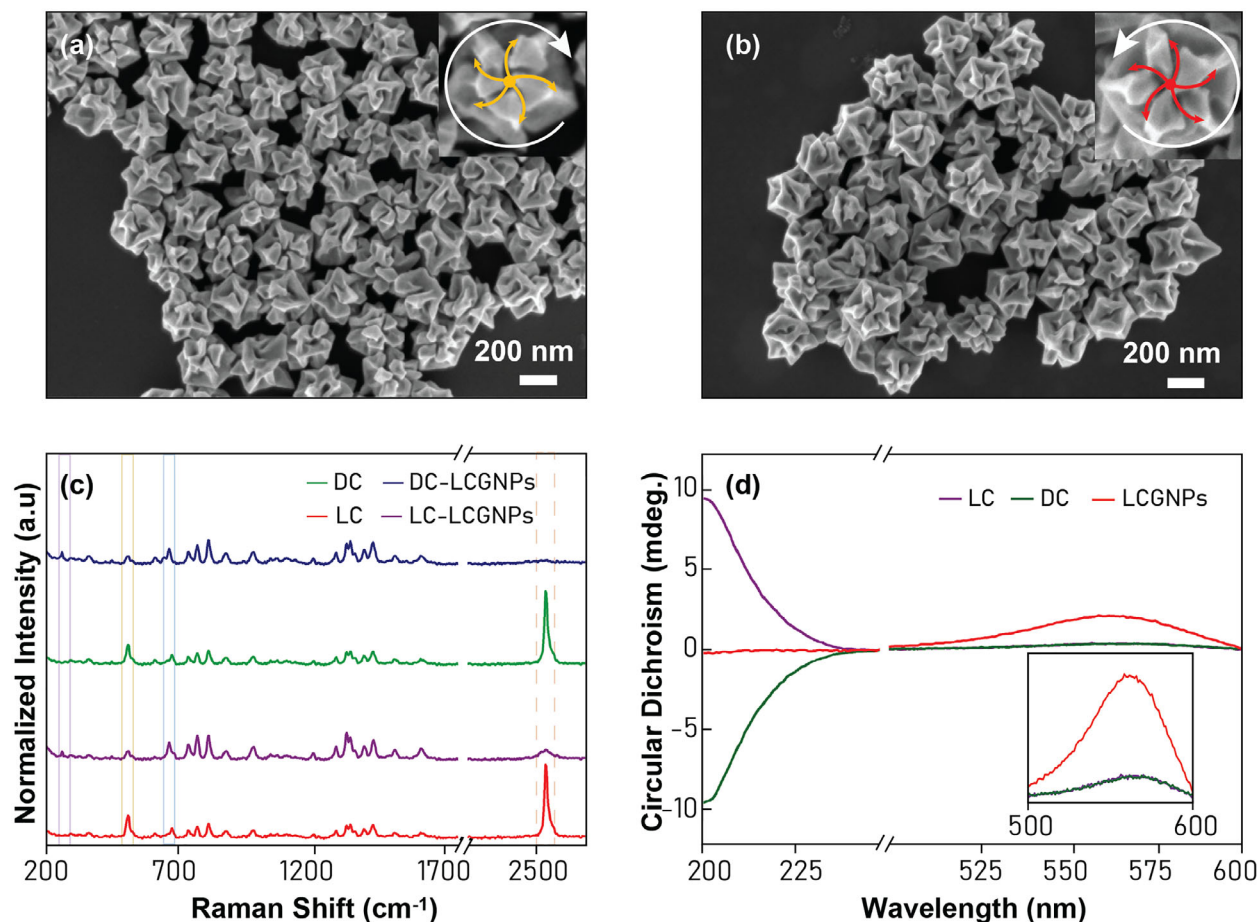 (a)
200 nm
(b)
200 nm
(c)
DC
DC-LCGNPs
LC
LC-LCGNPs
Normalized Intensity (a.u)
200
700
1200
1700
2500
Raman Shift (cm⁻¹)
(d)
LC
DC
LCGNPs
Circular Dichroism (mdeg.)
10
5
0
-5
-10
500
600
200
225
525
550
575
600
Wavelength (nm)